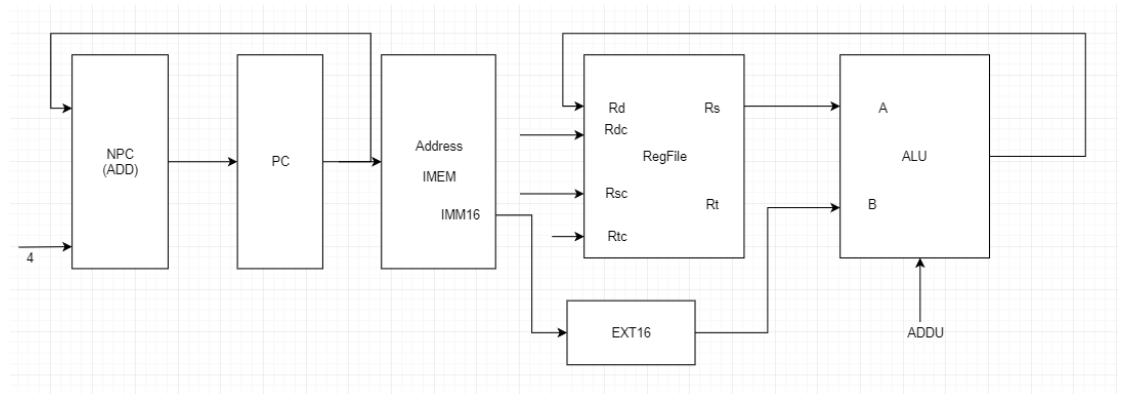 NPC
(ADD)
4
PC
Address
IMEM
IMM16
Rd
Rdc
Rsc
Rtc
RegFile
Rs
Rt
EXT16
A
B
ALU
ADDU